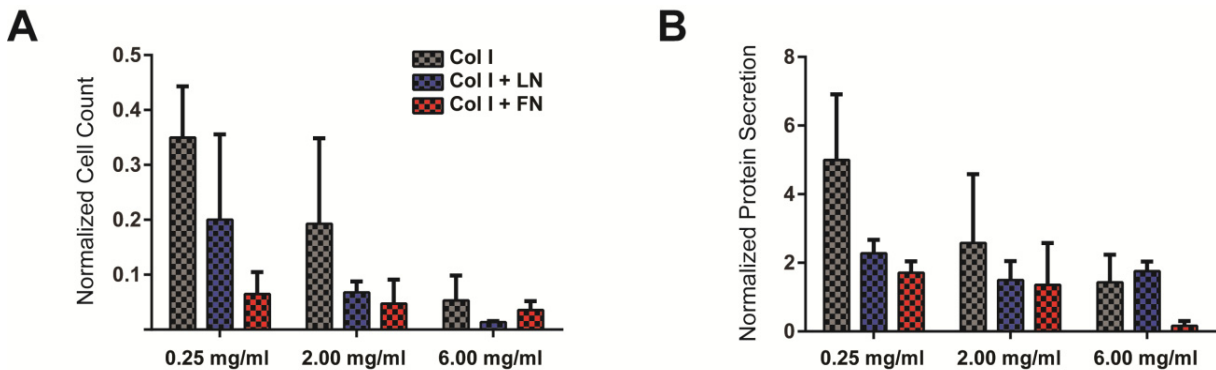 A
Normalized Cell Count
0.5
0.4
0.3
0.2
0.1
Col I
Col I + LN
Col I + FN
0.25 mg/ml
2.00 mg/ml
6.00 mg/ml
B
Normalized Protein Secretion
8
6
4
2
0
0.25 mg/ml
2.00 mg/ml
6.00 mg/ml